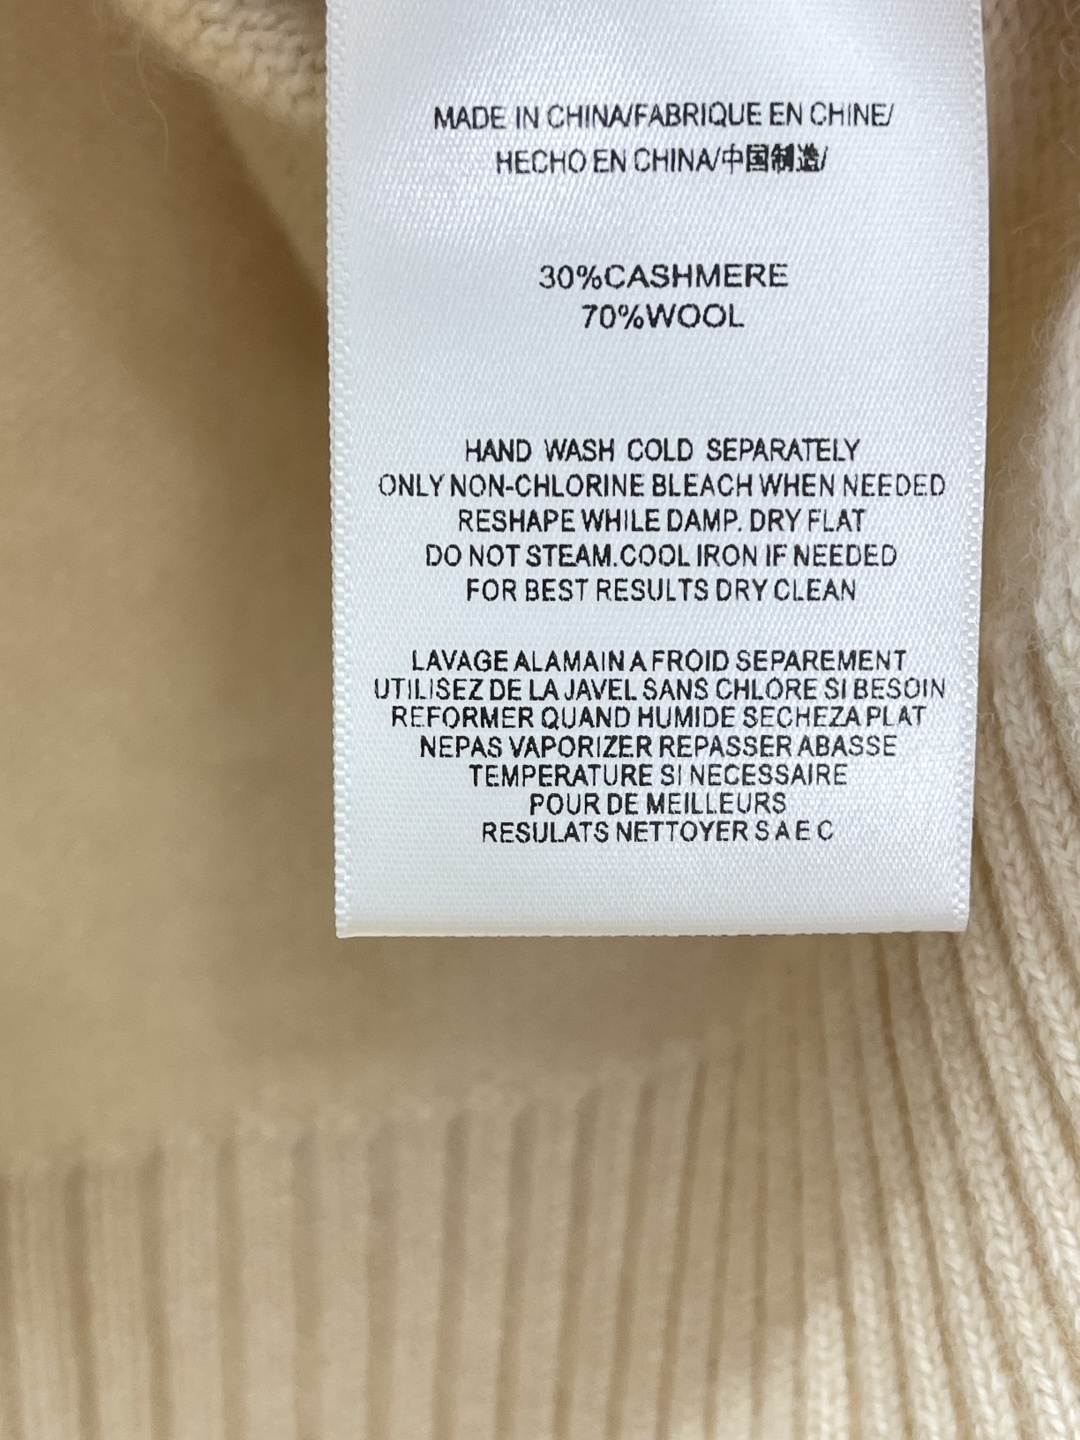 MADE IN CHINA/FABRIQUE EN CHINE/
HECHO EN CHINA/中国制造/
30%CASHMERE
70%WOOL
HAND WASH COLD SEPARATELY
ONLY NON-CHLORINE BLEACH WHEN NEEDED
RESHAPE WHILE DAMP. DRY FLAT
DO NOT STEAM.COOL IRON IF NEEDED
FOR BEST RESULTS DRY CLEAN
LAVAGE ALAMAIN A FROID SEPAREMENT
UTILISEZ DE LA JAVEL SANS CHLORE SI BESOIN
REFORMER QUAND HUMIDE SECHEZA PLAT
NEPAS VAPORIZER REPASSER ABASSE
TEMPERATURE SI NECESSAIRE
POUR DE MEILLEURS
RESULATS NETTOYER S A E C